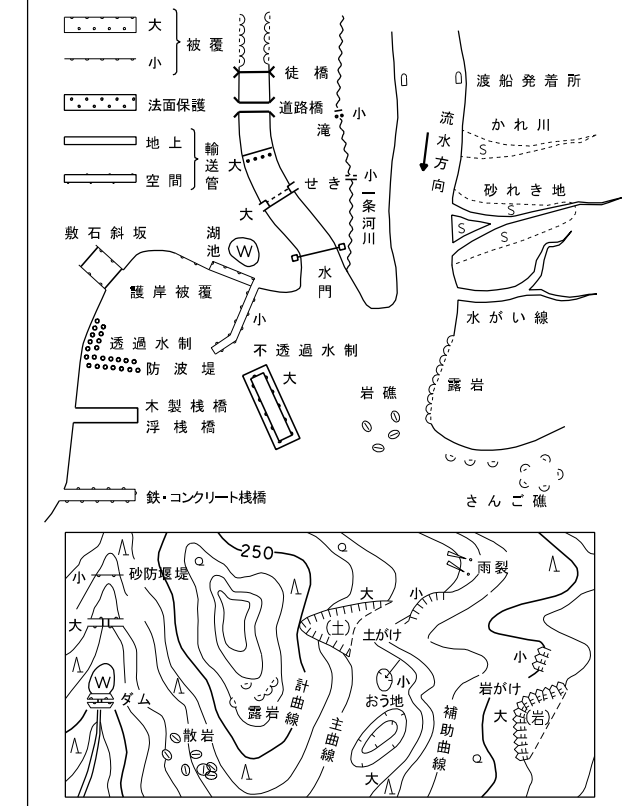 大
小
被覆
法面保護
地上
空間
輸送管
徒橋
道路橋
小
滝
大
せき
小
大
一条河川
水門
渡船発着所
流水方向
かれ川
S
砂れき地
S
S
S
水がい線
敷石斜坂
湖池
W
護岸被覆
小
透過水制
防波堤
不透過水制
大
木製桟橋
浮桟橋
岩礁
露岩
鉄・コンクリート桟橋
さんご礁
250
小
砂防堰堤
大
W
ダム
大
(土)
土がけ
小
雨裂
小
おう地
大
小
岩がけ
大
(岩)
露岩
散岩
計曲線
主曲線
補助曲線